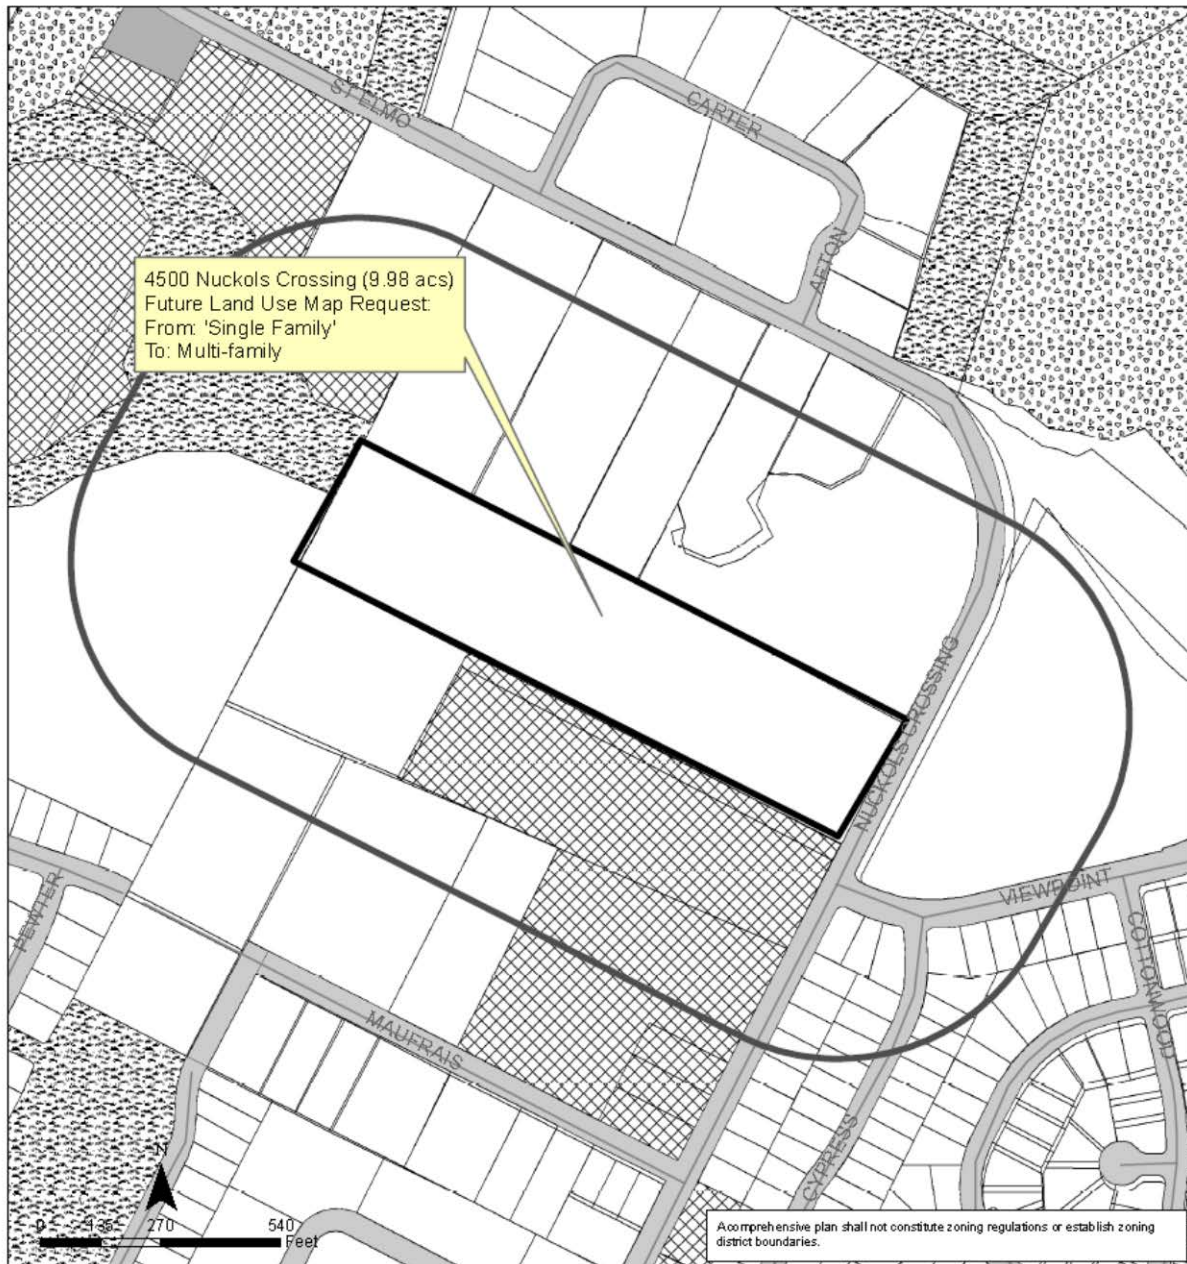 ST ELMO
CARTER
AFTON
4500 Nuckols Crossing (9.98 acs)
Future Land Use Map Request:
From: 'Single Family'
To: Multi-family
NUCKOLS CROSSING
VIEWPOINT
COTTONWOOD
PEWTER
MAUFRAIS
CYPRESS
N
0 135 270 540
Feet
A comprehensive plan shall not constitute zoning regulations or establish zoning
district boundaries.